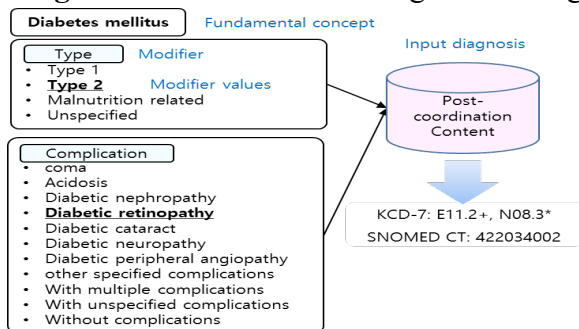 Diabetes mellitus Fundamental concept
Type Modifier
• Type 1
• Type 2 Modifier values
• Malnutrition related
• Unspecified
Complication
• coma
• Acidosis
• Diabetic nephropathy
• Diabetic retinopathy
• Diabetic cataract
• Diabetic neuropathy
• Diabetic peripheral angiopathy
• other specified complications
• With multiple complications
• With unspecified complications
• Without complications
Input diagnosis
Post-
coordination
Content
KCD-7: E11.2+, N08.3*
SNOMED CT: 422034002